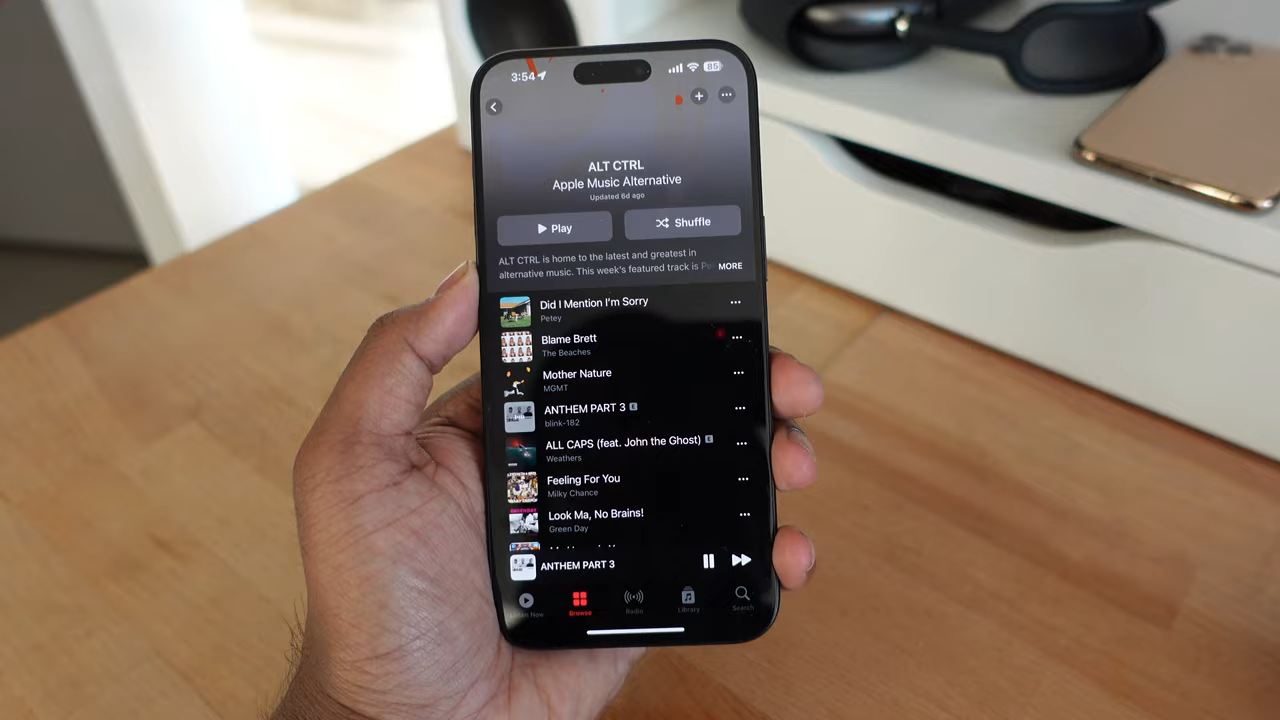 3:54
85
ALT CTRL
Apple Music Alternative
Updated 6d ago
Play
Shuffle
ALT CTRL is home to the latest and greatest in
alternative music. This week's featured track is
MORE
Did I Mention I'm Sorry
Petey
Blame Brett
The Beaches
Mother Nature
MGMT
ANTHEM PART 3 E
blink-182
ALL CAPS (feat. John the Ghost) E
Weathers
Feeling For You
Milky Chance
Look Ma, No Brains!
Green Day
ANTHEM PART 3
Now
Browse
Radio
Library
Search